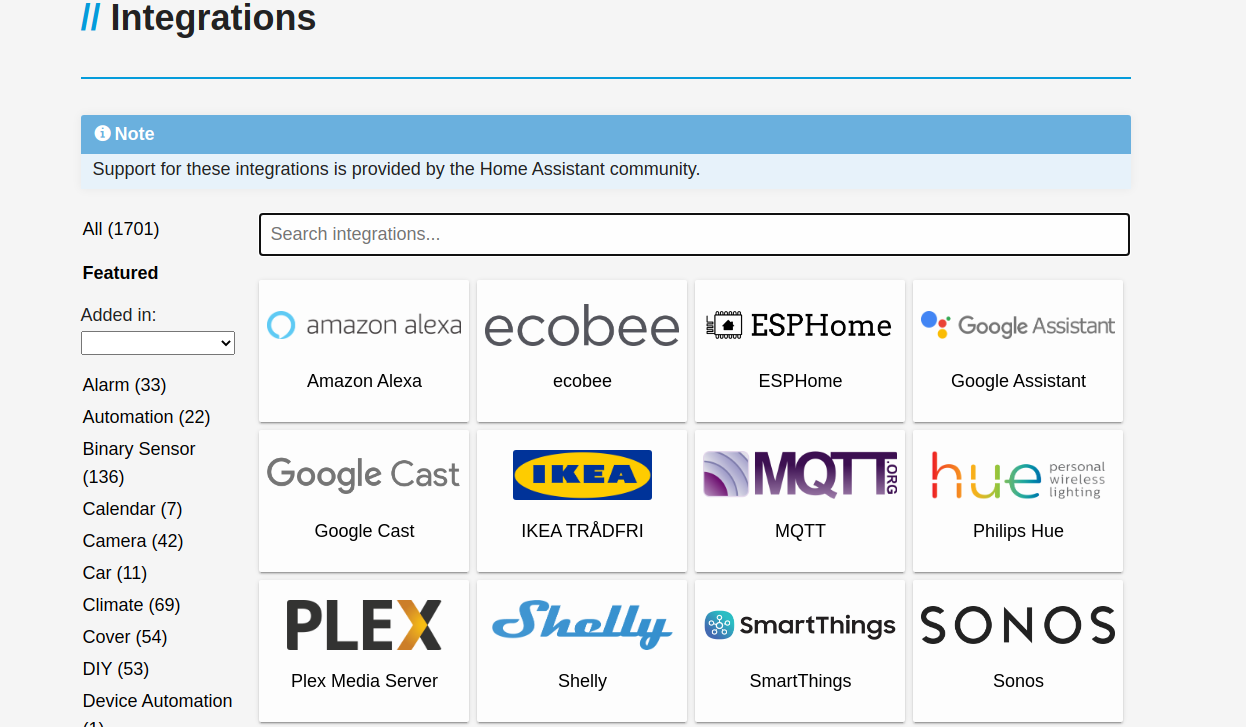 // Integrations
Note
Support for these integrations is provided by the Home Assistant community.
All (1701)
Featured
Added in:
Alarm (33)
Automation (22)
Binary Sensor
(136)
Calendar (7)
Camera (42)
Car (11)
Climate (69)
Cover (54)
DIY (53)
Device Automation
(1)
Search integrations...
amazon alexa
Amazon Alexa
ecobee
ecobee
ESPHome
ESPHome
Google Assistant
Google Assistant
Google Cast
Google Cast
IKEA
IKEA TRÅDFRI
MQTT.ORG
MQTT
hue personal
wireless
lighting
Philips Hue
PLEX
Plex Media Server
Shelly
Shelly
SmartThings
SmartThings
SONOS
Sonos